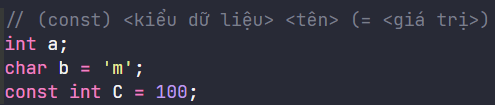 // (const) <kiểu dữ liệu> <tên> (= <giá trị>)
int a;
char b = 'm';
const int C = 100;